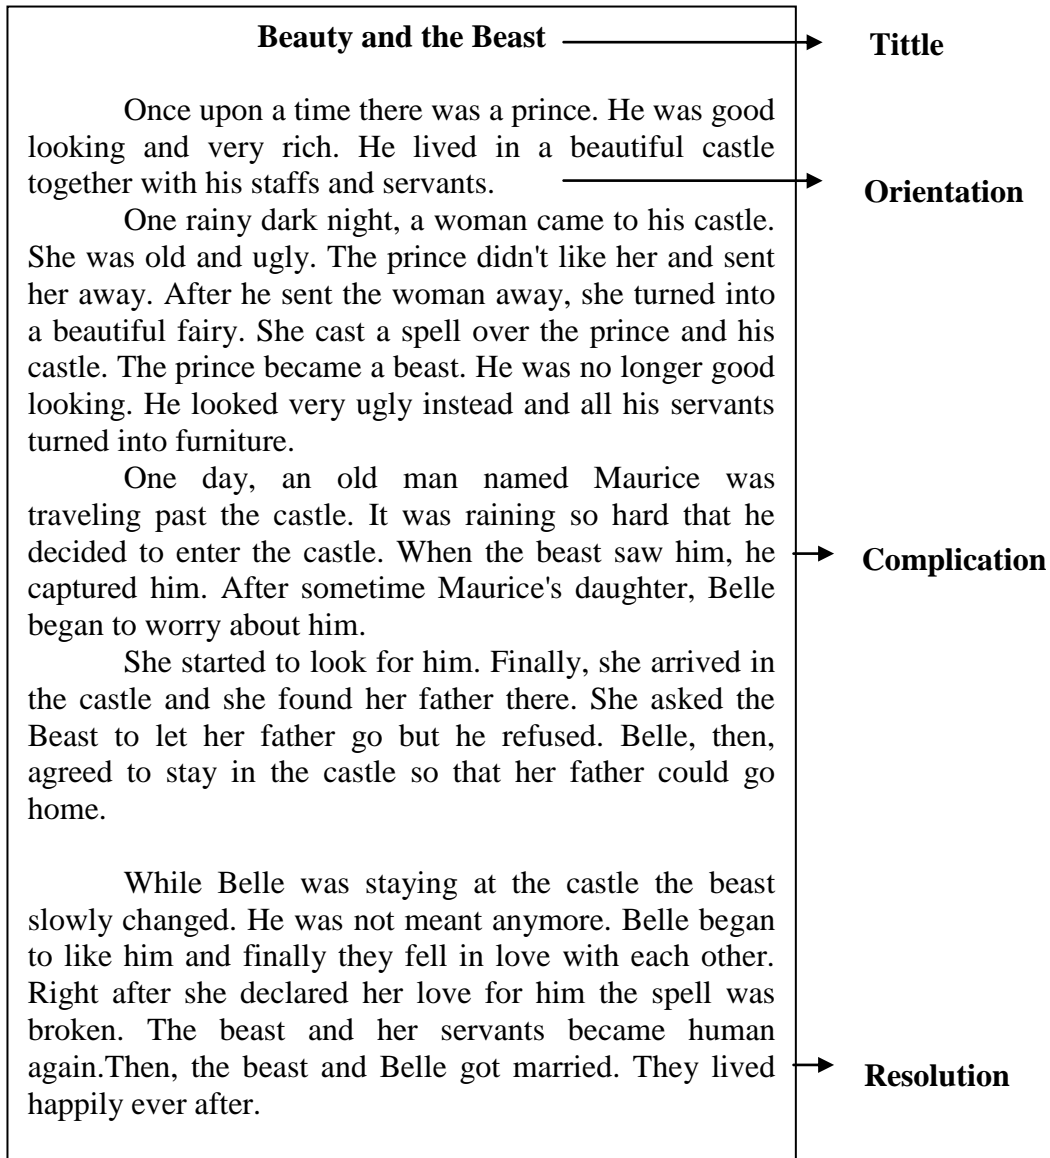 Beauty and the Beast
Tittle
Once upon a time there was a prince. He was good
looking and very rich. He lived in a beautiful castle
together with his staffs and servants.
Orientation
One rainy dark night, a woman came to his castle.
She was old and ugly. The prince didn't like her and sent
her away. After he sent the woman away, she turned into
a beautiful fairy. She cast a spell over the prince and his
castle. The prince became a beast. He was no longer good
looking. He looked very ugly instead and all his servants
turned into furniture.
One day, an old man named Maurice was
traveling past the castle. It was raining so hard that he
decided to enter the castle. When the beast saw him, he
captured him. After sometime Maurice's daughter, Belle
began to worry about him.
Complication
She started to look for him. Finally, she arrived in
the castle and she found her father there. She asked the
Beast to let her father go but he refused. Belle, then,
agreed to stay in the castle so that her father could go
home.
While Belle was staying at the castle the beast
slowly changed. He was not meant anymore. Belle began
to like him and finally they fell in love with each other.
Right after she declared her love for him the spell was
broken. The beast and her servants became human
again.Then, the beast and Belle got married. They lived
happily ever after.
Resolution